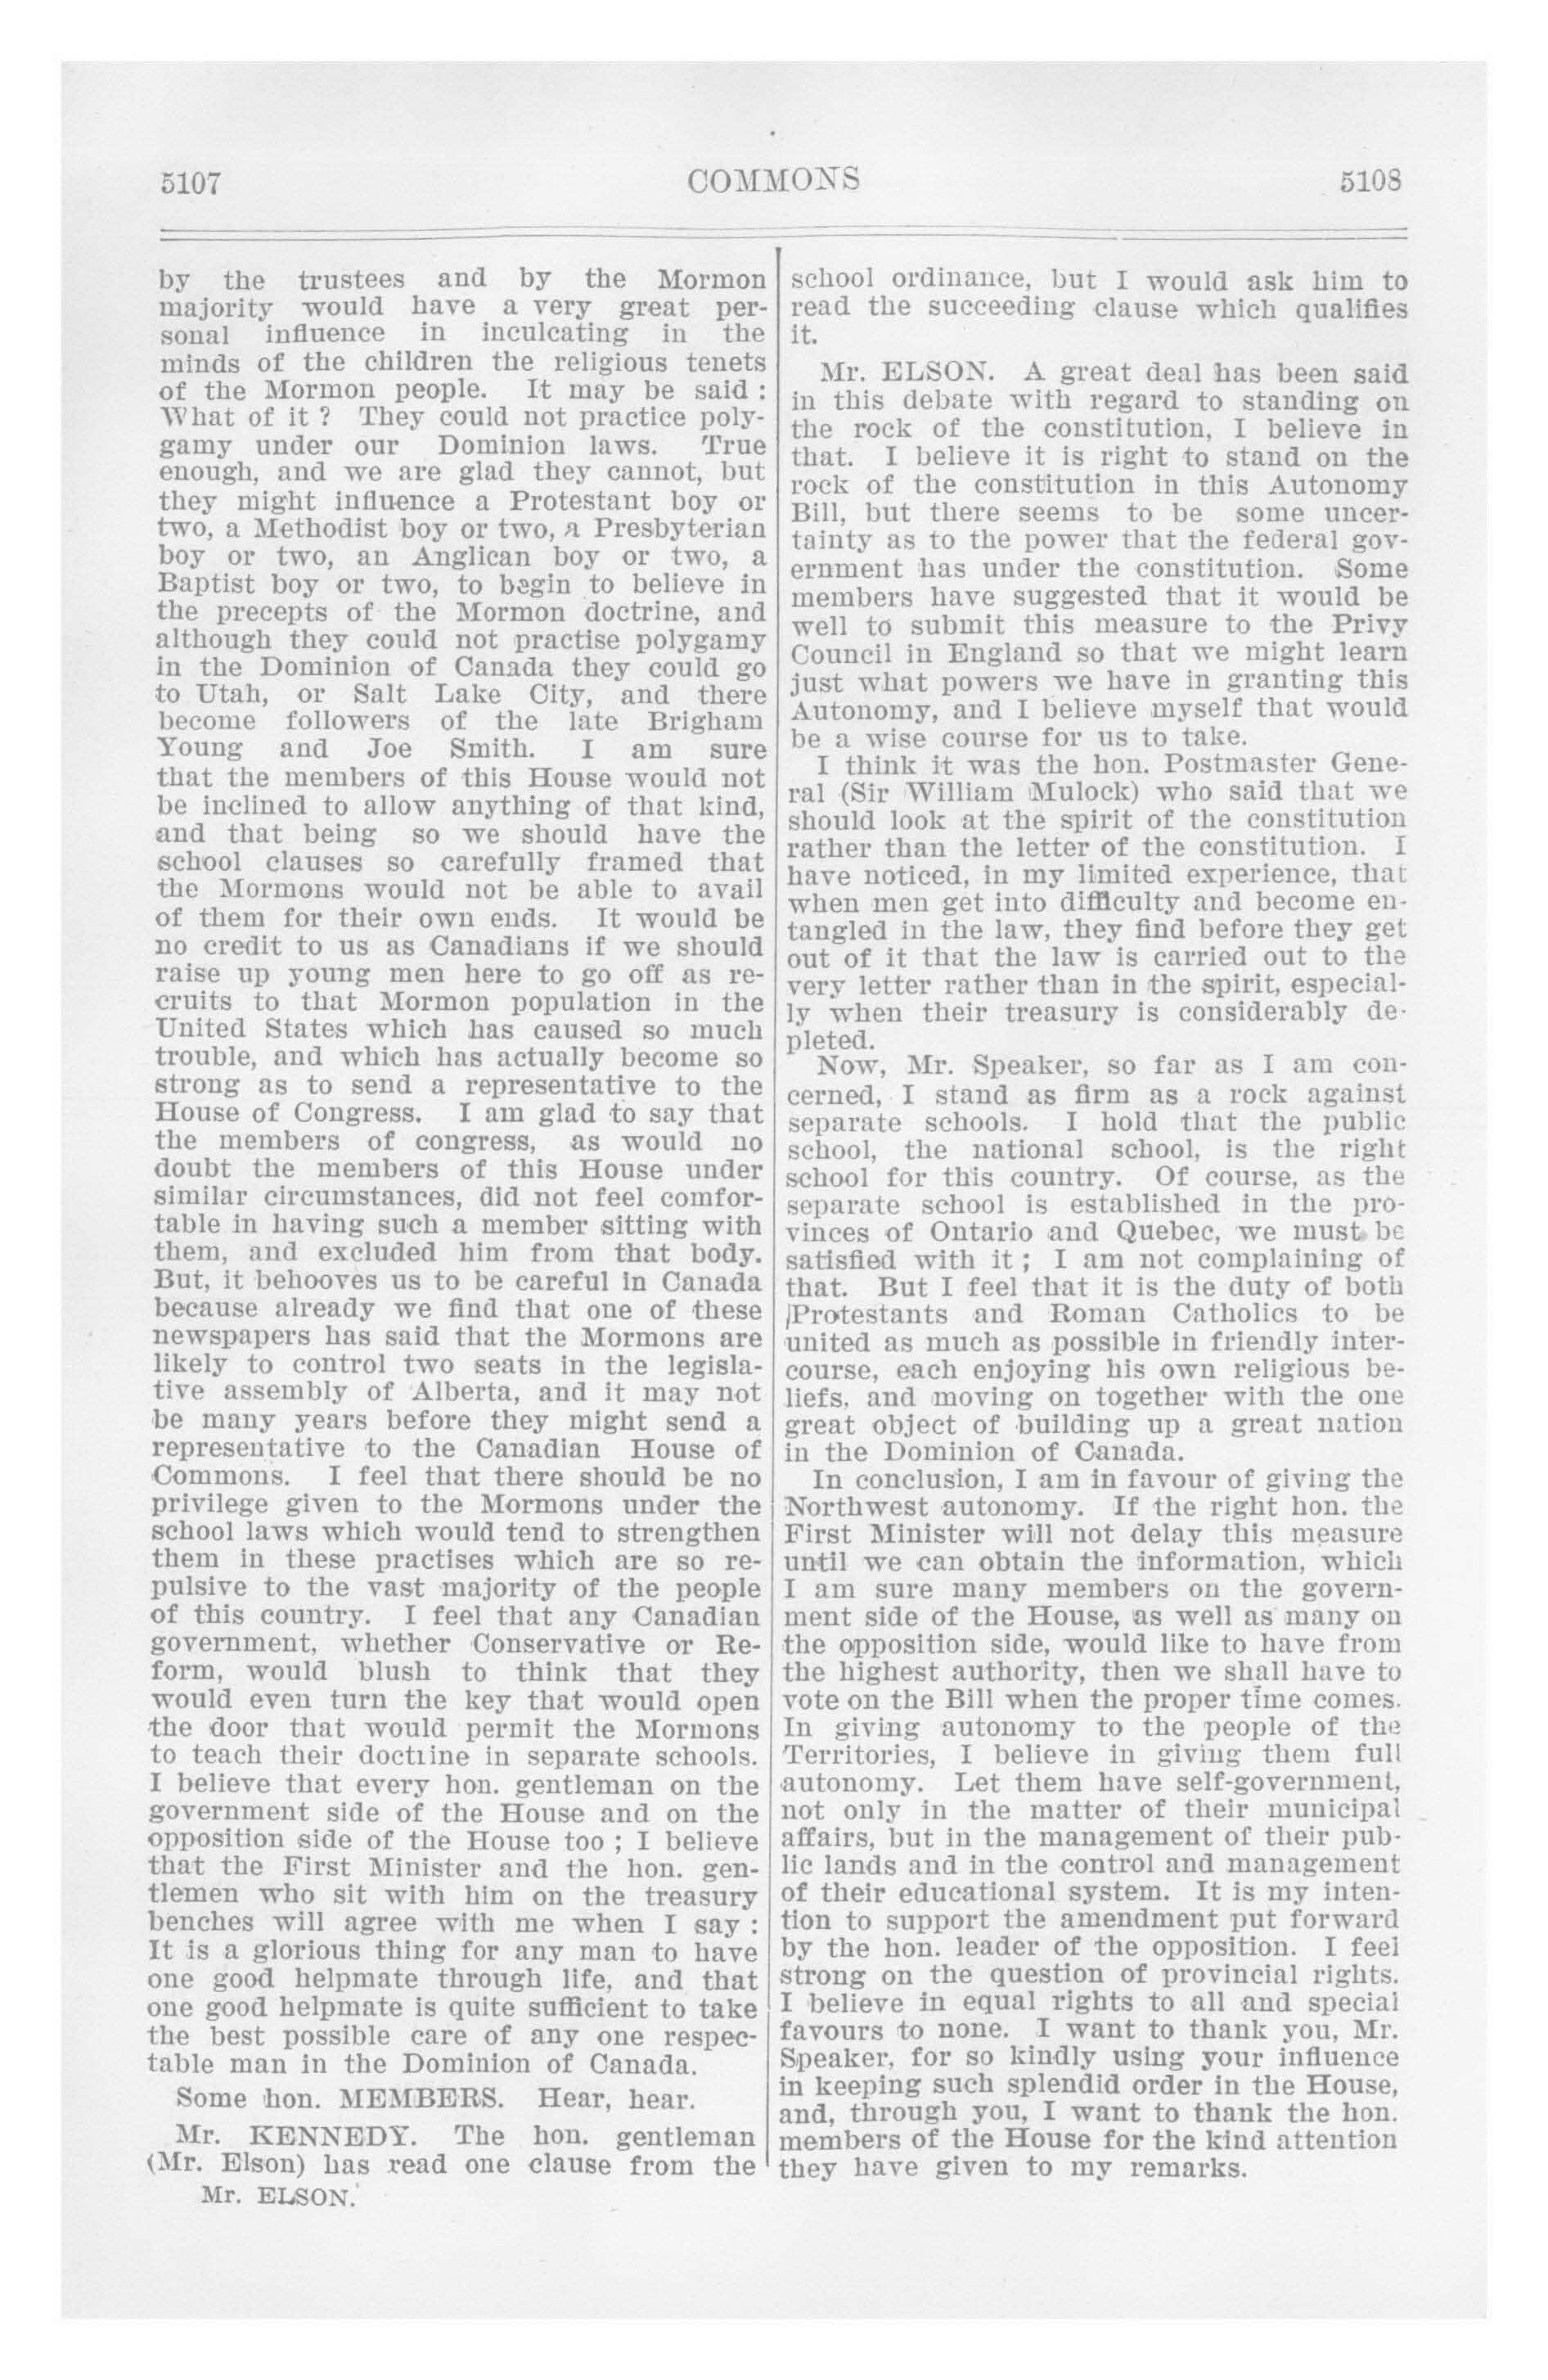 5107 COMMONS 5108
by the trustees and by the Mormon
majority would have a very great per-
sonal influence in inculcating in the
minds of the children the religious tenets
of the Mormon people. It may be said :
What of it ? They could not practice poly-
gamy under our Dominion laws. True
enough, and we are glad they cannot, but
they might influence a Protestant boy or
two, a Methodist boy or two, a Presbyterian
boy or two, an Anglican boy or two, a
Baptist boy or two, to begin to believe in
the precepts of the Mormon doctrine, and
although they could not practise polygamy
in the Dominion of Canada they could go
to Utah, or Salt Lake City, and there
become followers of the late Brigham
Young and Joe Smith. I am sure
that the members of this House would not
be inclined to allow anything of that kind,
and that being so we should have the
school clauses so carefully framed that
the Mormons would not be able to avail
of them for their own ends. It would be
no credit to us as Canadians if we should
raise up young men here to go off as re-
cruits to that Mormon population in the
United States which has caused so much
trouble, and which has actually become so
strong as to send a representative to the
House of Congress. I am glad to say that
the members of congress, as would no
doubt the members of this House under
similar circumstances, did not feel comfor-
table in having such a member sitting with
them, and excluded him from that body.
But, it behooves us to be careful in Canada
because already we find that one of these
newspapers has said that the Mormons are
likely to control two seats in the legisla-
tive assembly of Alberta, and it may not
be many years before they might send a
representative to the Canadian House of
Commons. I feel that there should be no
privilege given to the Mormons under the
school laws which would tend to strengthen
them in these practises which are so re-
pulsive to the vast majority of the people
of this country. I feel that any Canadian
government, whether Conservative or Re-
form, would blush to think that they
would even turn the key that would open
the door that would permit the Mormons
to teach their doctrine in separate schools.
I believe that every hon. gentleman on the
government side of the House and on the
opposition side of the House too ; I believe
that the First Minister and the hon. gen-
tlemen who sit with him on the treasury
benches will agree with me when I say :
It is a glorious thing for any man to have
one good helpmate through life, and that
one good helpmate is quite sufficient to take
the best possible care of any one respec-
table man in the Dominion of Canada.
Some hon. MEMBERS. Hear, hear.
Mr. KENNEDY. The hon. gentleman
(Mr. Elson) has read one clause from the
Mr. ELSON.
school ordinance, but I would ask him to
read the succeeding clause which qualifies
it.
Mr. ELSON. A great deal has been said
in this debate with regard to standing on
the rock of the constitution, I believe in
that. I believe it is right to stand on the
rock of the constitution in this Autonomy
Bill, but there seems to be some uncer-
tainty as to the power that the federal gov-
ernment has under the constitution. Some
members have suggested that it would be
well to submit this measure to the Privy
Council in England so that we might learn
just what powers we have in granting this
Autonomy, and I believe myself that would
be a wise course for us to take.
I think it was the hon. Postmaster Gene-
ral (Sir William Mulock) who said that we
should look at the spirit of the constitution
rather than the letter of the constitution. I
have noticed, in my limited experience, that
when men get into difficulty and become en-
tangled in the law, they find before they get
out of it that the law is carried out to the
very letter rather than in the spirit, especial-
ly when their treasury is considerably de-
pleted.
Now, Mr. Speaker, so far as I am con-
cerned, I stand as firm as a rock against
separate schools. I hold that the public
school, the national school, is the right
school for this country. Of course, as the
separate school is established in the pro-
vinces of Ontario and Quebec, we must be
satisfied with it ; I am not complaining of
that. But I feel that it is the duty of both
Protestants and Roman Catholics to be
united as much as possible in friendly inter-
course, each enjoying his own religious be-
liefs, and moving on together with the one
great object of building up a great nation
in the Dominion of Canada.
In conclusion, I am in favour of giving the
Northwest autonomy. If the right hon. the
First Minister will not delay this measure
until we can obtain the information, which
I am sure many members on the govern-
ment side of the House, as well as many on
the opposition side, would like to have from
the highest authority, then we shall have to
vote on the Bill when the proper time comes.
In giving autonomy to the people of the
Territories, I believe in giving them full
autonomy. Let them have self-government,
not only in the matter of their municipal
affairs, but in the management of their pub-
lic lands and in the control and management
of their educational system. It is my inten-
tion to support the amendment put forward
by the hon. leader of the opposition. I feel
strong on the question of provincial rights.
I believe in equal rights to all and special
favours to none. I want to thank you, Mr.
Speaker, for so kindly using your influence
in keeping such splendid order in the House,
and, through you, I want to thank the hon.
members of the House for the kind attention
they have given to my remarks.